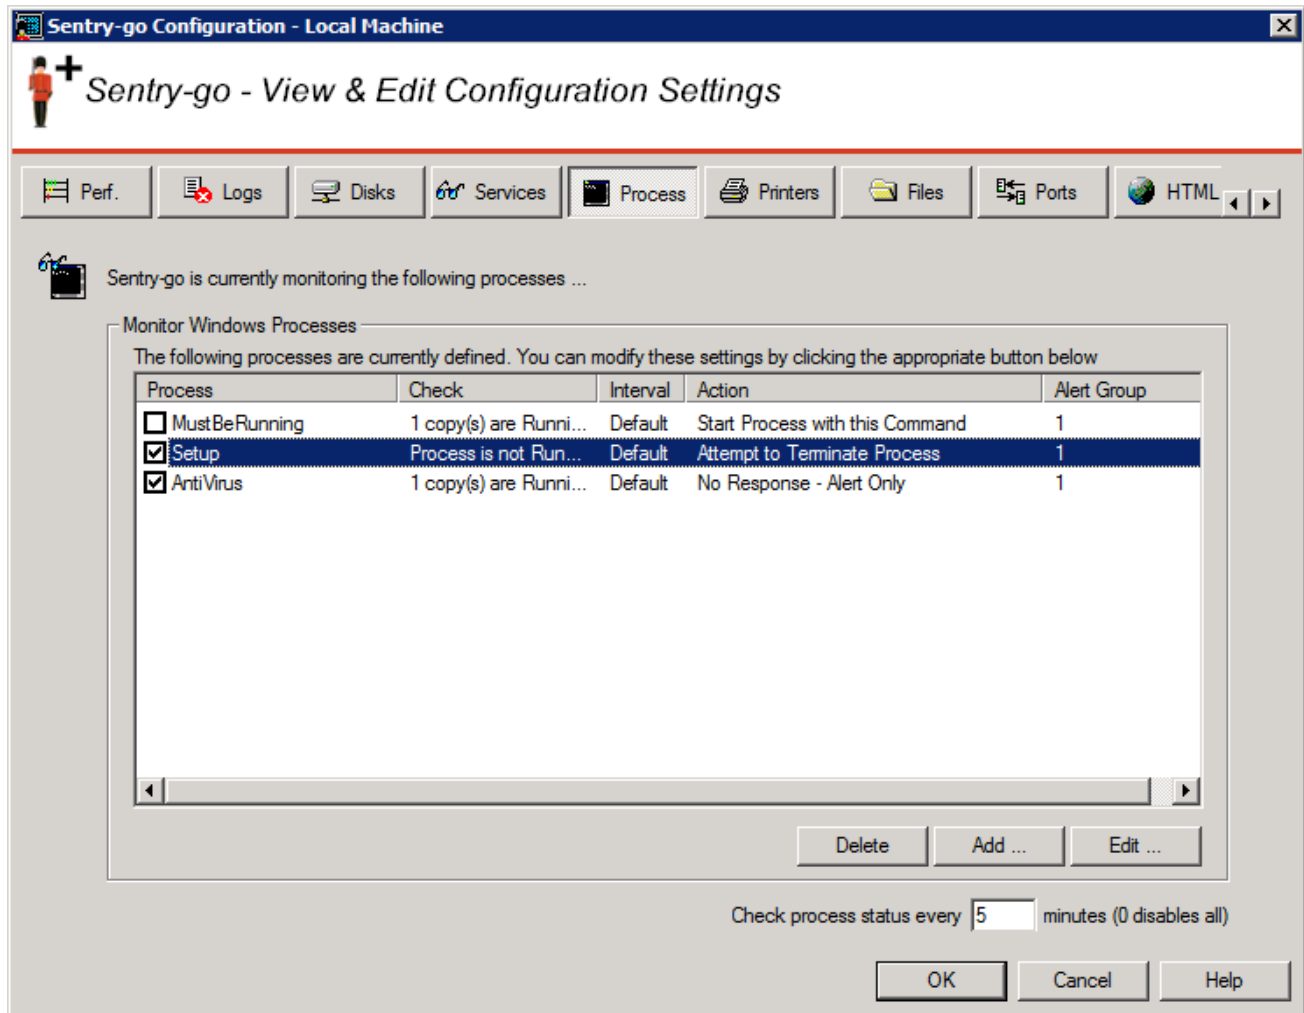 Sentry-go Configuration - Local Machine
Sentry-go - View & Edit Configuration Settings
Perf. Logs Disks Services Process Printers Files Ports HTML
Sentry-go is currently monitoring the following processes ...
Monitor Windows Processes
The following processes are currently defined. You can modify these settings by clicking the appropriate button below
Process Check Interval Action Alert Group
MustBeRunning 1 copy(s) are Runni... Default Start Process with this Command 1
Setup Process is not Run... Default Attempt to Terminate Process 1
AntiVirus 1 copy(s) are Runni... Default No Response - Alert Only 1
Delete Add ... Edit ...
Check process status every 5 minutes (0 disables all)
OK Cancel Help